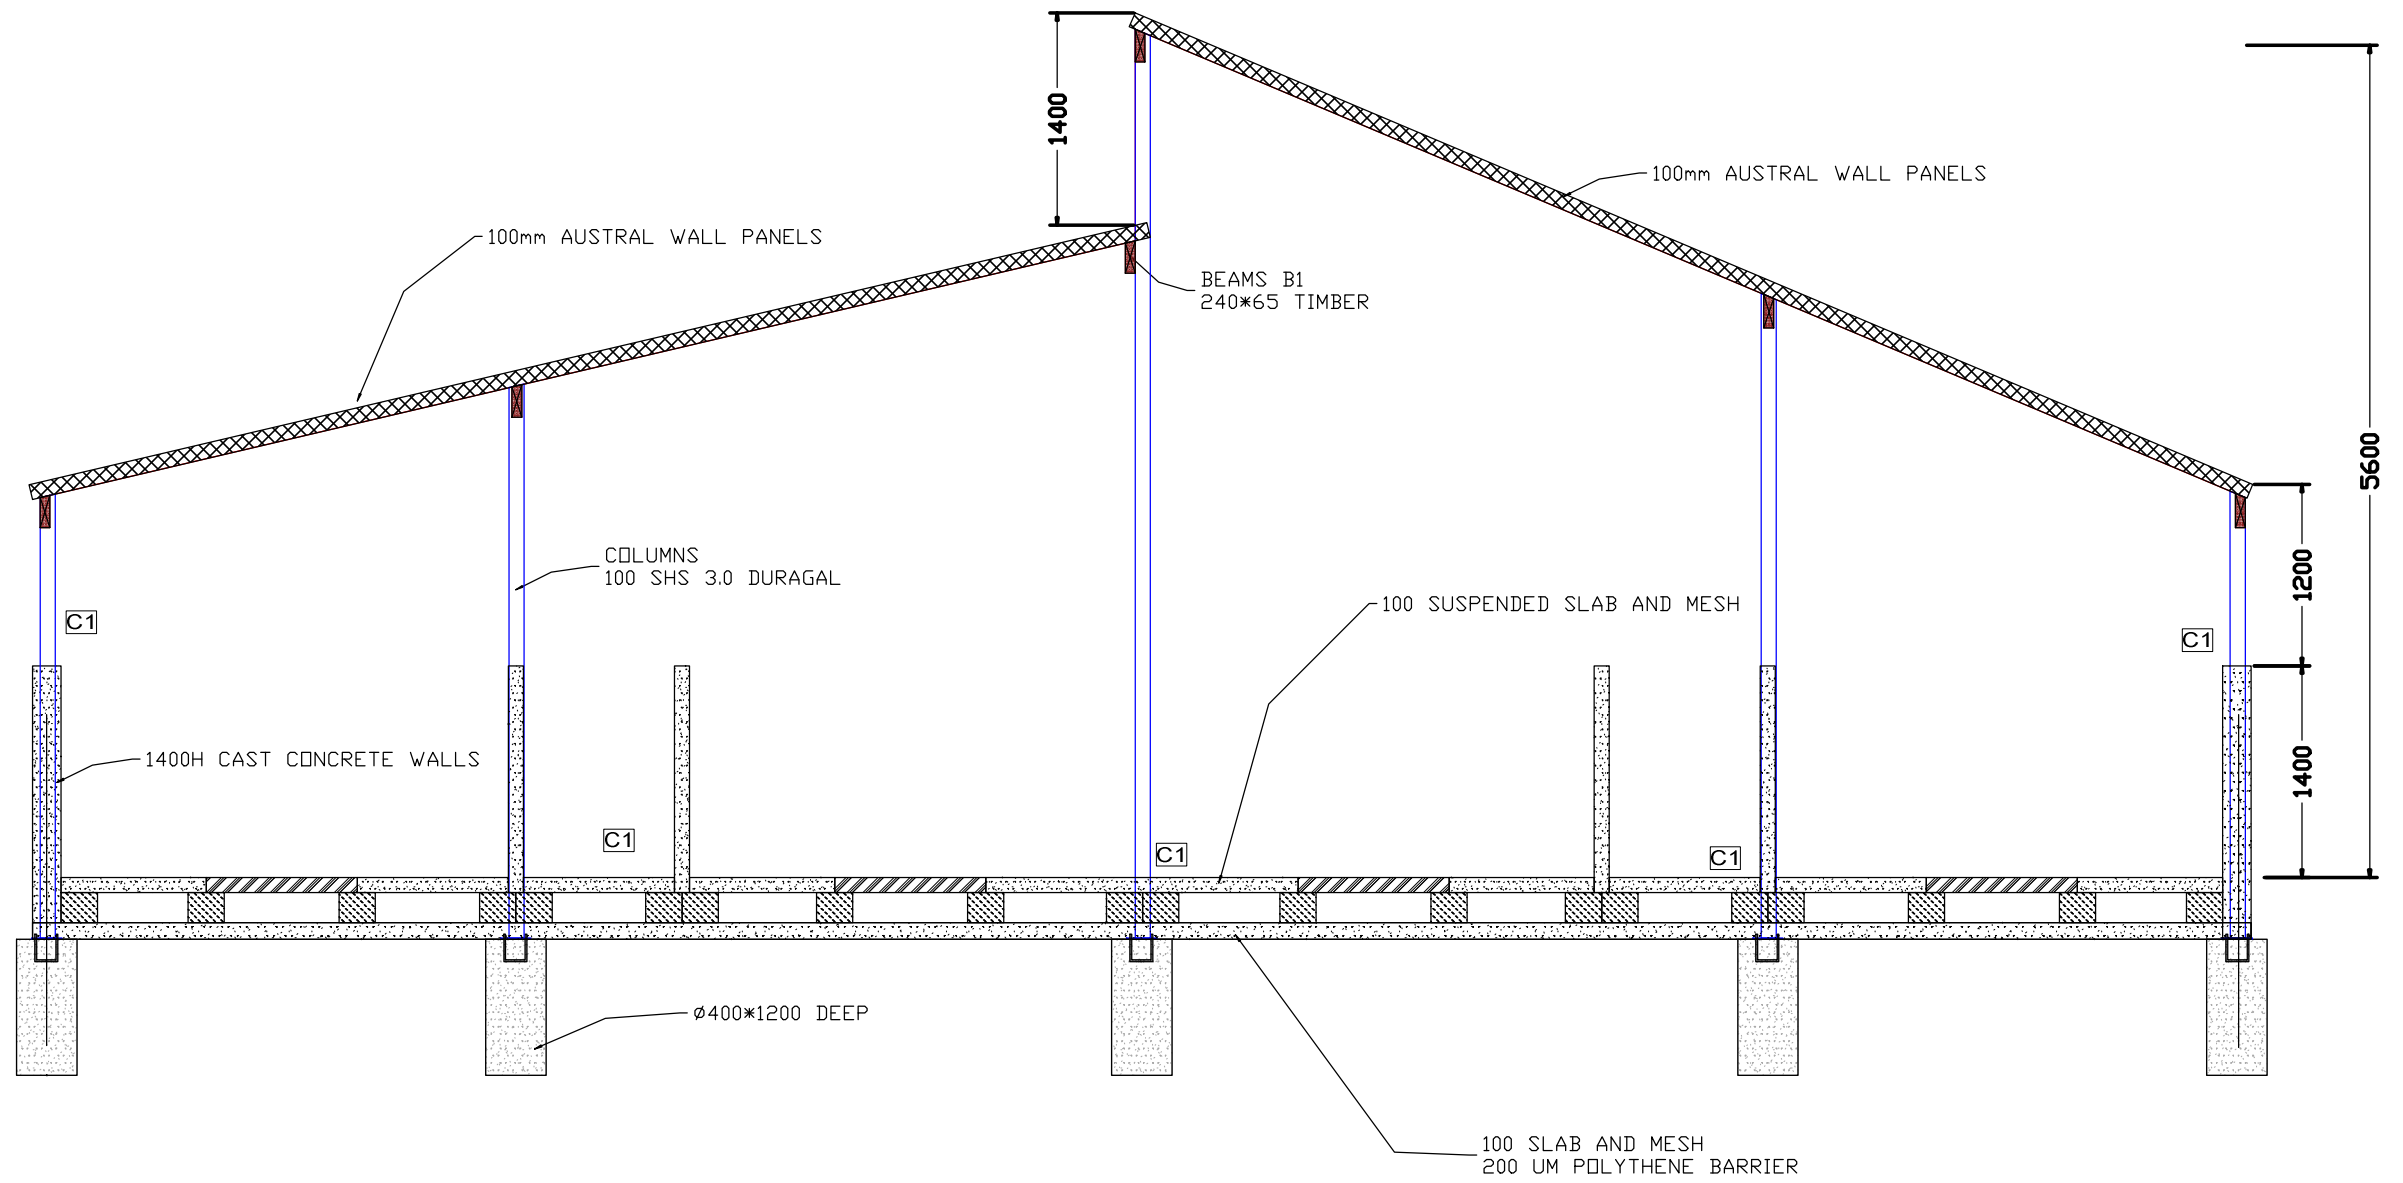 1400
100mm AUSTRAL WALL PANELS
100mm AUSTRAL WALL PANELS
BEAMS B1
240*65 TIMBER
5600
COLUMNS
100 SHS 3.0 DURAGAL
1200
100 SUSPENDED SLAB AND MESH
C1
C1
1400H CAST CONCRETE WALLS
1400
C1
C1
C1
Ø400*1200 DEEP
100 SLAB AND MESH
200 UM POLYTHENE BARRIER